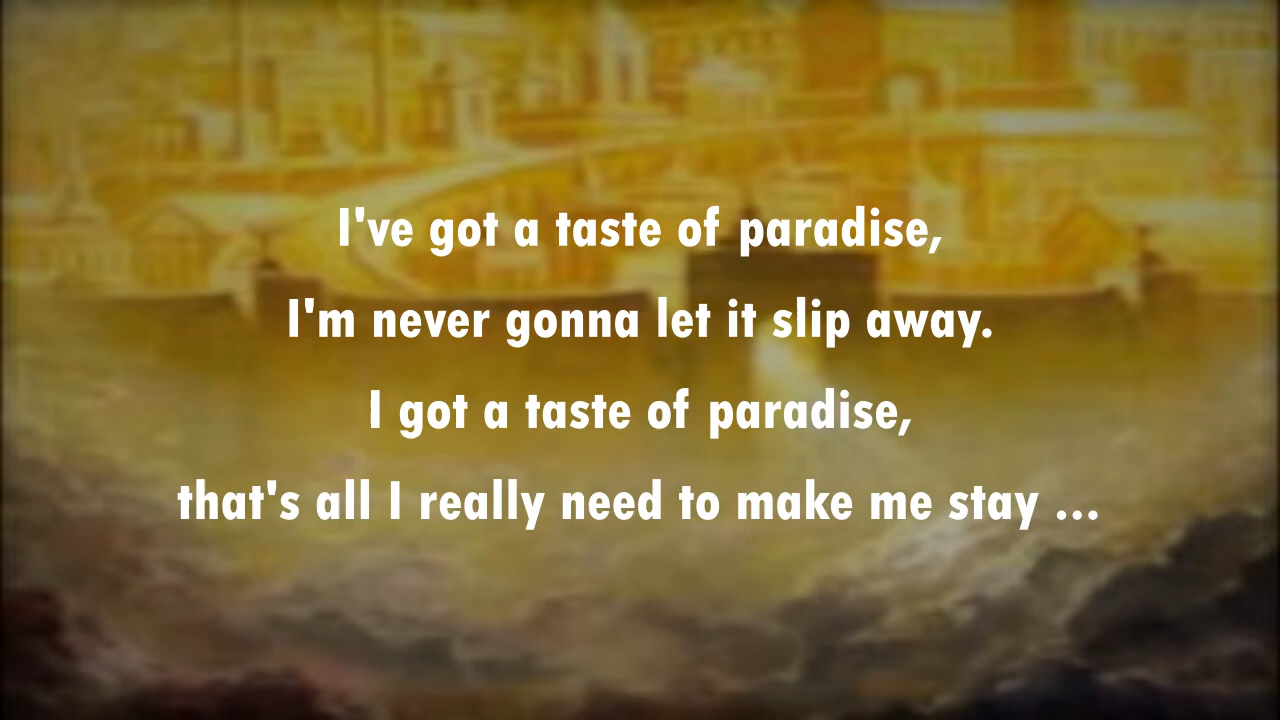 I've got a taste of paradise,
I'm never gonna let it slip away.
I got a taste of paradise,
that's all I really need to make me stay ...